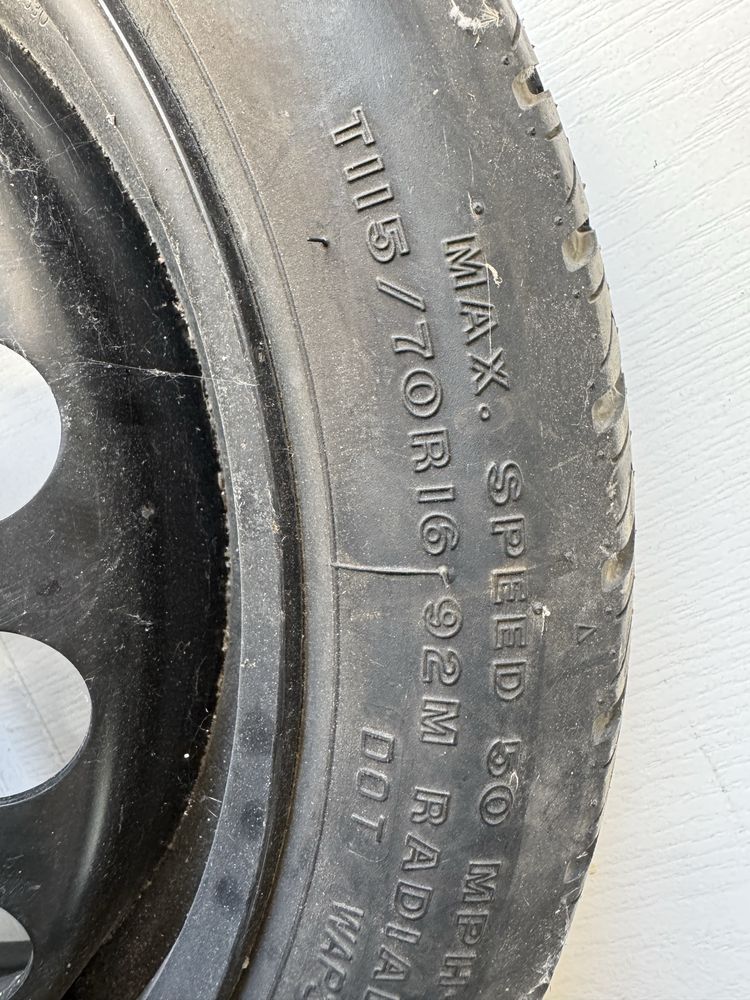 MAX. SPEED 50 MPH
T115/70R16 92M RADIAL
DOT